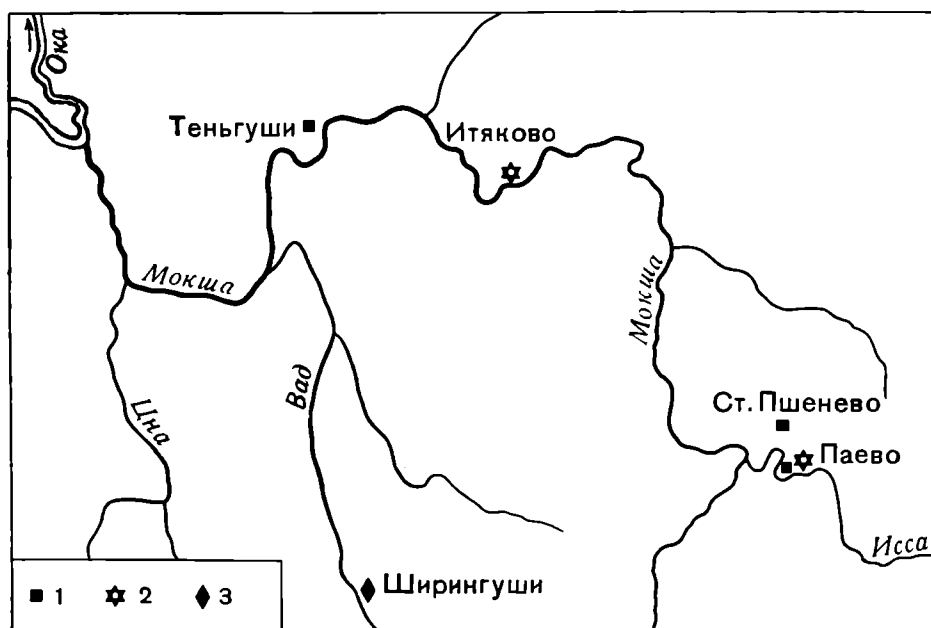 Ока
Теньгуши
Итяково
Мокша
Мокша
Вад
Цна
Ст. Пшенево
Паево
Исса
Ширингуши
1 2 3